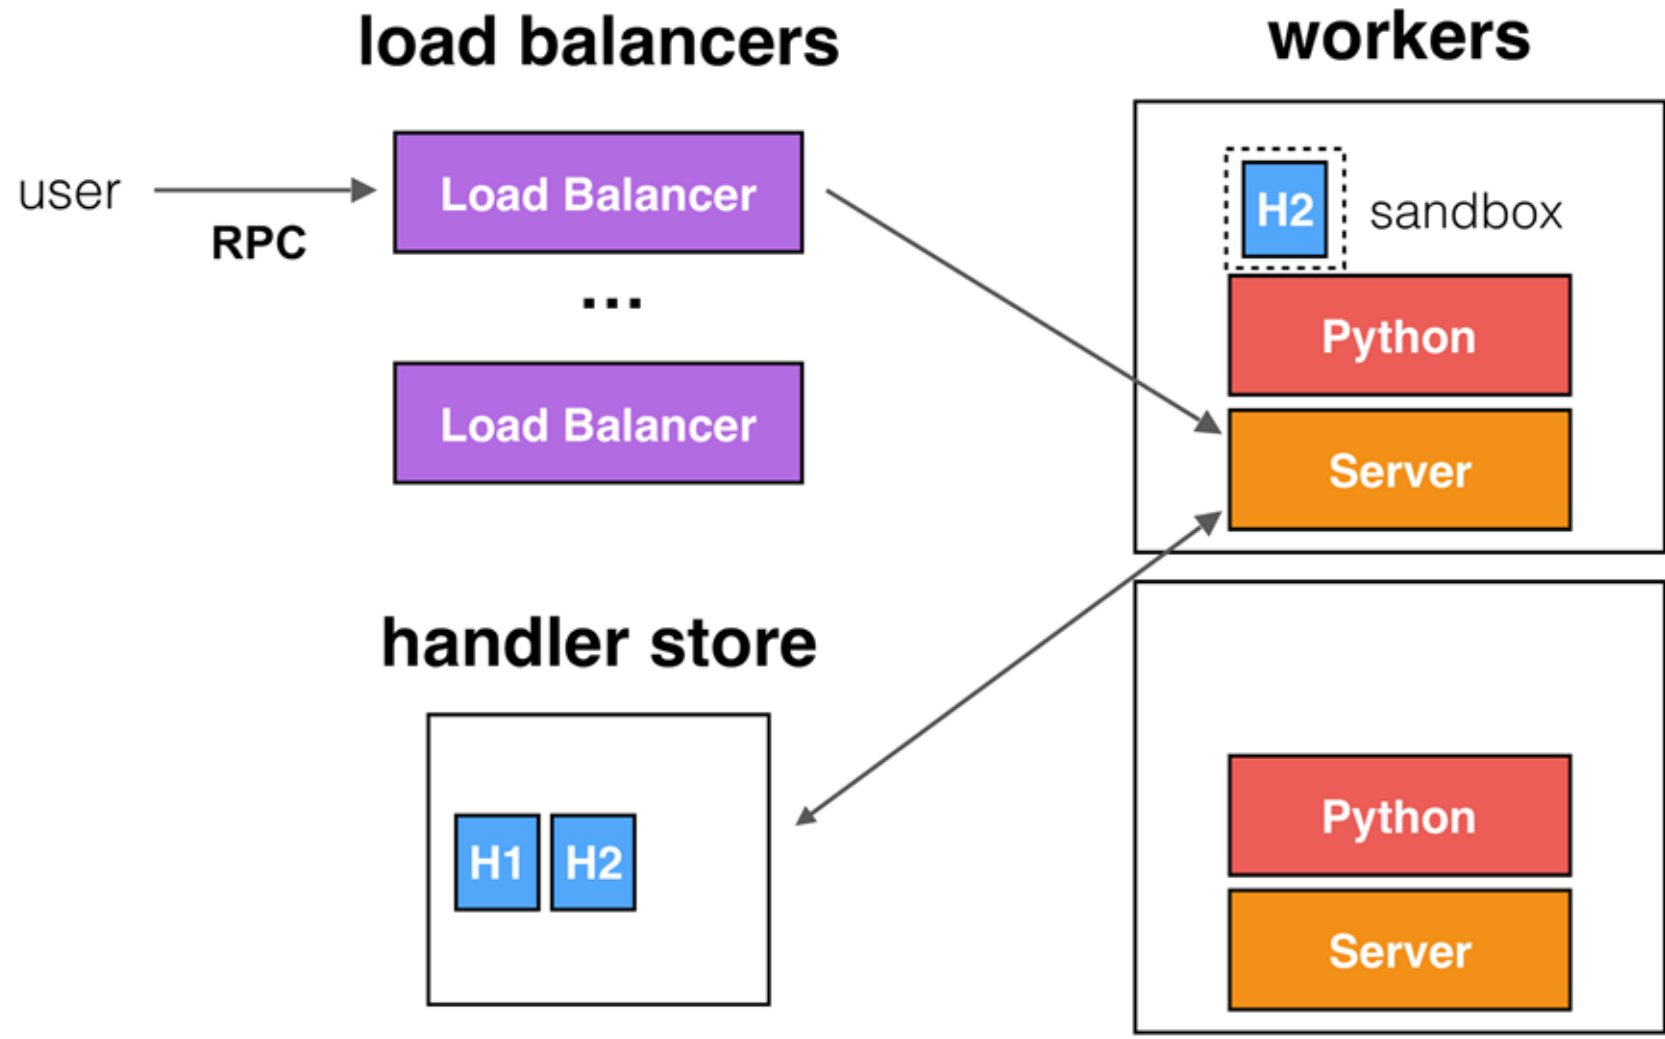 load balancers
workers
user
RPC
Load Balancer
...
Load Balancer
H2
sandbox
Python
Server
handler store
H1
H2
Python
Server